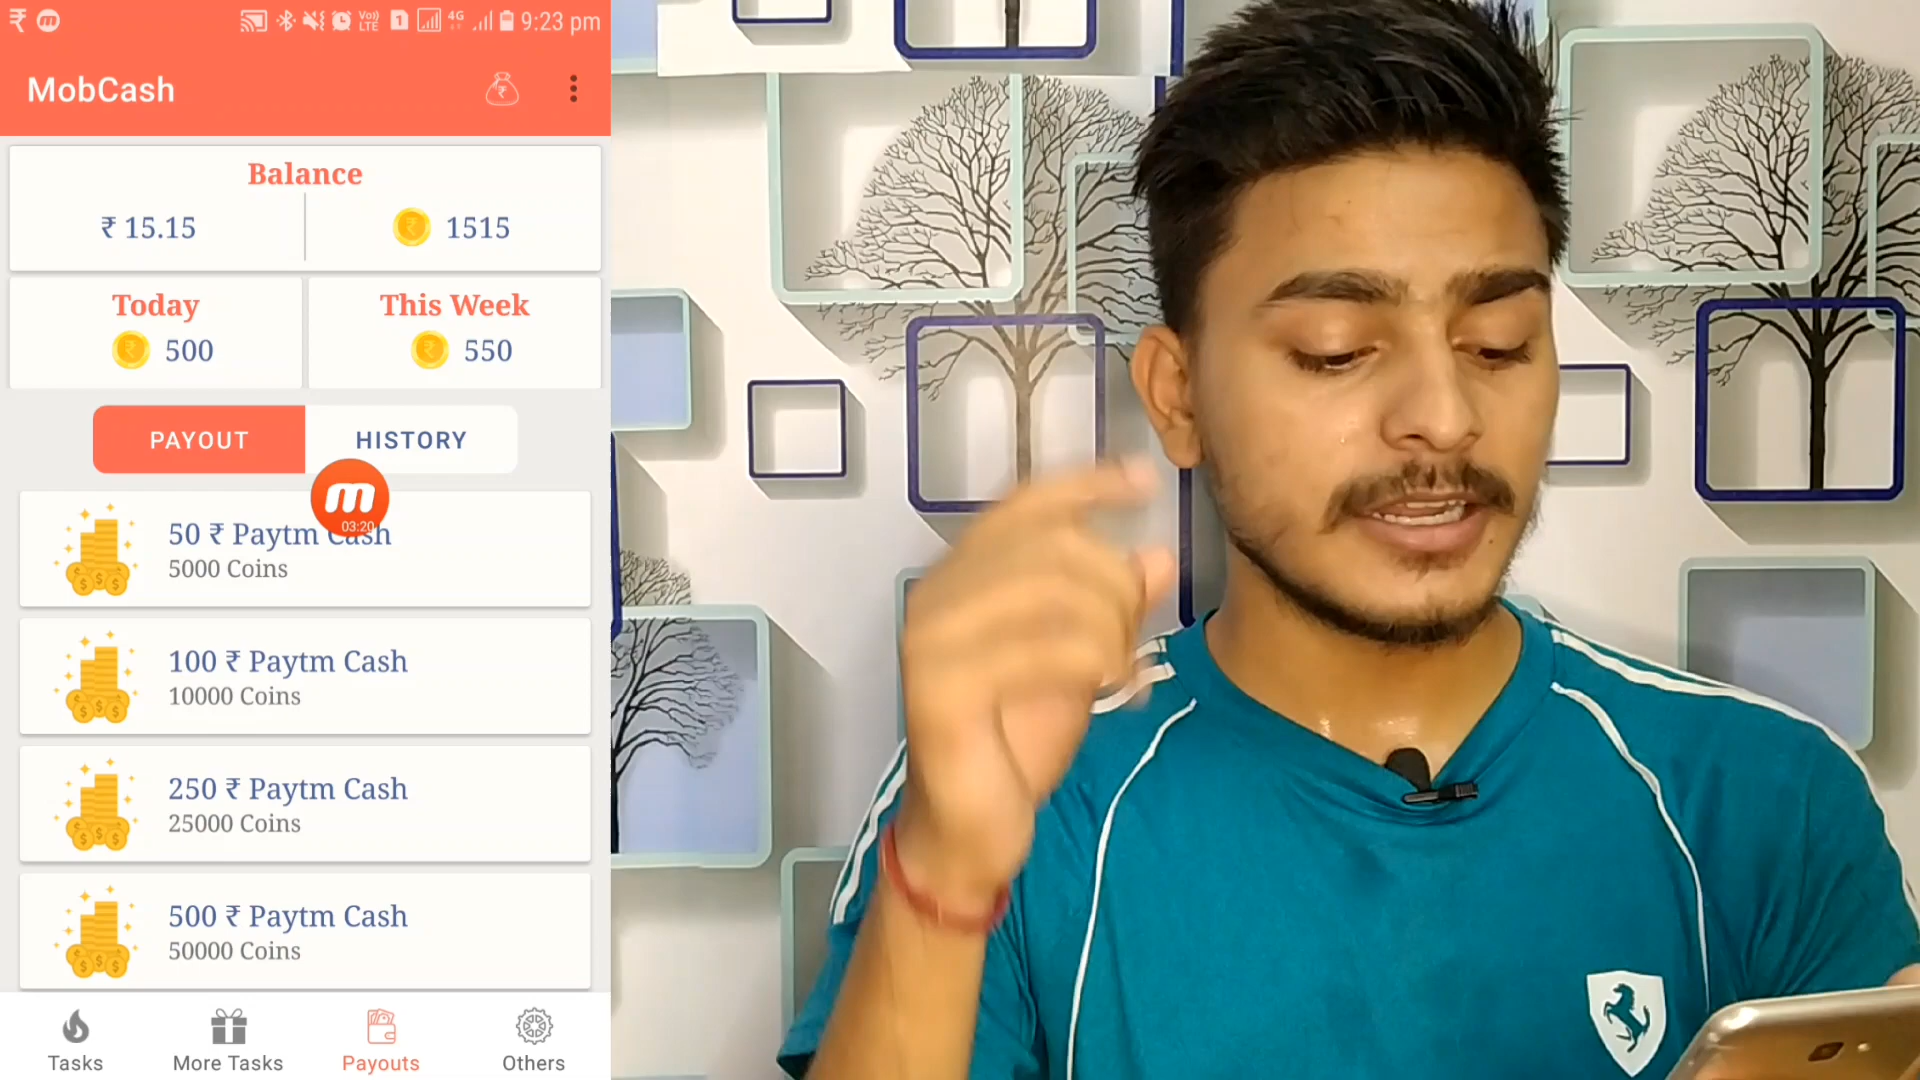 4G
9:23 pm
MobCash
Balance
₹ 15.15
1515
Today
500
This Week
550
PAYOUT
HISTORY
03:20
50 ₹ Paytm Cash
5000 Coins
100 ₹ Paytm Cash
10000 Coins
250 ₹ Paytm Cash
25000 Coins
500 ₹ Paytm Cash
50000 Coins
Tasks
More Tasks
Payouts
Others